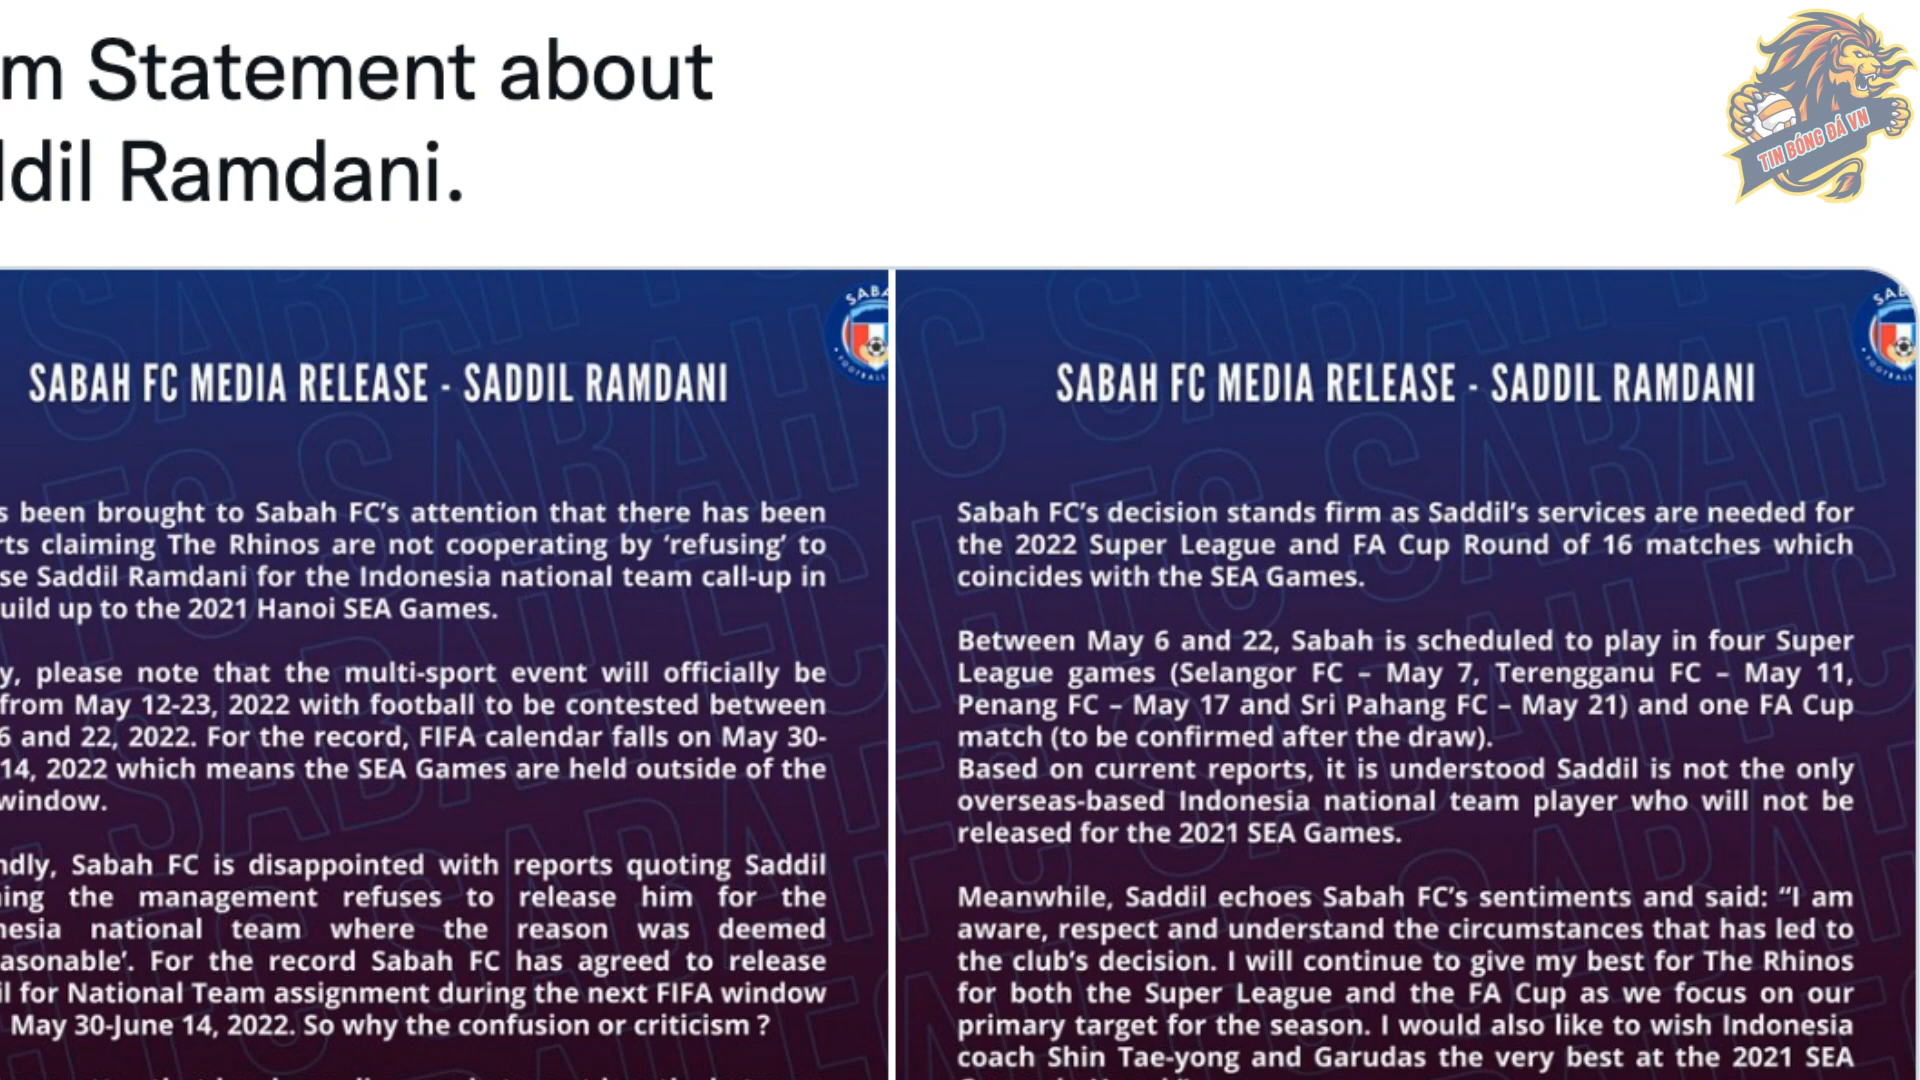 m Statement about
ddil Ramdani.
TIN BÓNG ĐÁ VN
SABAH FC MEDIA RELEASE - SADDIL RAMDANI
s been brought to Sabah FC's attention that there has been
rts claiming The Rhinos are not cooperating by 'refusing' to
se Saddil Ramdani for the Indonesia national team call-up in
uild up to the 2021 Hanoi SEA Games.
y, please note that the multi-sport event will officially be
from May 12-23, 2022 with football to be contested between
6 and 22, 2022. For the record, FIFA calendar falls on May 30-
14, 2022 which means the SEA Games are held outside of the
window.
ndly, Sabah FC is disappointed with reports quoting Saddil
ing the management refuses to release him for the
nesia national team where the reason was deemed
asonable'. For the record Sabah FC has agreed to release
il for National Team assignment during the next FIFA window
May 30-June 14, 2022. So why the confusion or criticism ?
SABAH FC MEDIA RELEASE - SADDIL RAMDANI
Sabah FC's decision stands firm as Saddil's services are needed for
the 2022 Super League and FA Cup Round of 16 matches which
coincides with the SEA Games.
Between May 6 and 22, Sabah is scheduled to play in four Super
League games (Selangor FC – May 7, Terengganu FC – May 11,
Penang FC – May 17 and Sri Pahang FC – May 21) and one FA Cup
match (to be confirmed after the draw).
Based on current reports, it is understood Saddil is not the only
overseas-based Indonesia national team player who will not be
released for the 2021 SEA Games.
Meanwhile, Saddil echoes Sabah FC's sentiments and said: “I am
aware, respect and understand the circumstances that has led to
the club's decision. I will continue to give my best for The Rhinos
for both the Super League and the FA Cup as we focus on our
primary target for the season. I would also like to wish Indonesia
coach Shin Tae-yong and Garudas the very best at the 2021 SEA